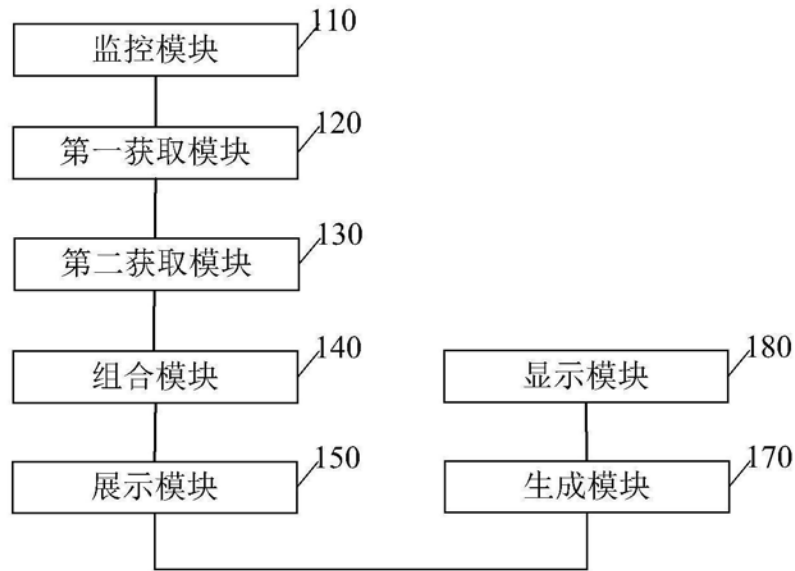 110
监控模块
120
第一获取模块
130
第二获取模块
140
组合模块
150
展示模块
180
显示模块
170
生成模块